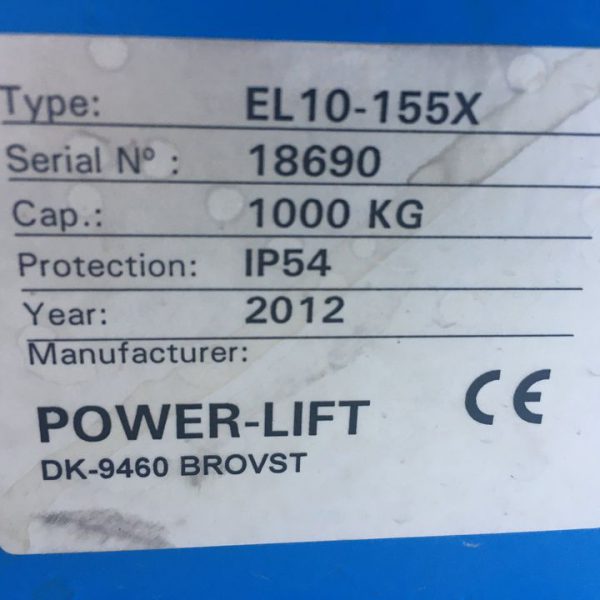 Type: EL10-155X
Serial Nº : 18690
Cap.: 1000 KG
Protection: IP54
Year: 2012
Manufacturer:
POWER-LIFT CE
DK-9460 BROVST